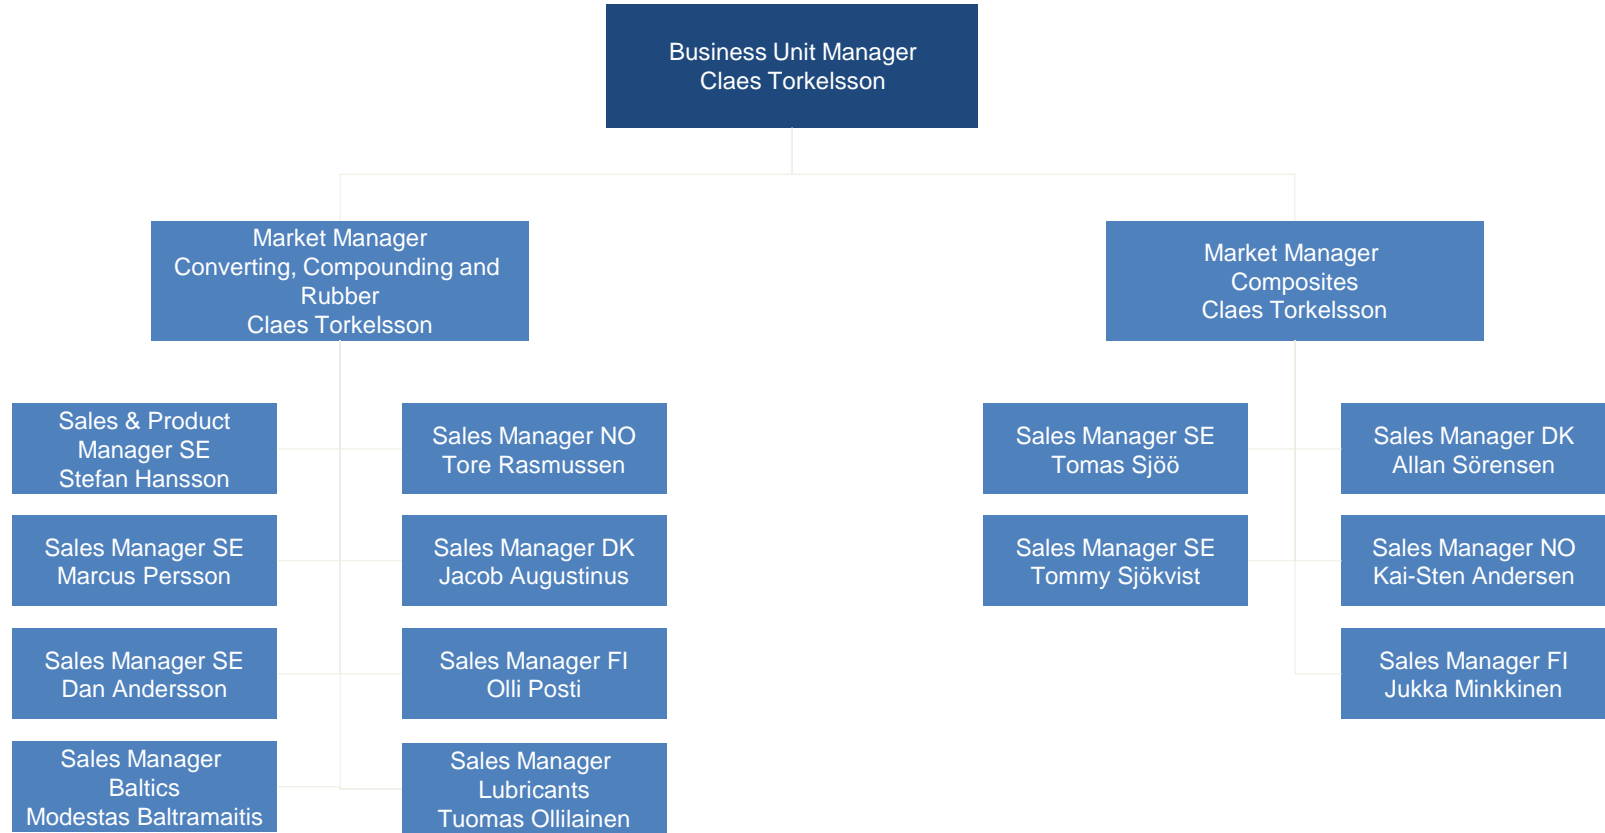 Business Unit Manager
Claes Torkelsson
Market Manager
Converting, Compounding and
Rubber
Claes Torkelsson
Market Manager
Composites
Claes Torkelsson
Sales & Product
Manager SE
Stefan Hansson
Sales Manager NO
Tore Rasmussen
Sales Manager SE
Tomas Sjöö
Sales Manager DK
Allan Sörensen
Sales Manager SE
Marcus Persson
Sales Manager DK
Jacob Augustinus
Sales Manager SE
Tommy Sjökvist
Sales Manager NO
Kai-Sten Andersen
Sales Manager SE
Dan Andersson
Sales Manager FI
Olli Posti
Sales Manager FI
Jukka Minkkinen
Sales Manager
Baltics
Modestas Baltramaitis
Sales Manager
Lubricants
Tuomas Ollilainen